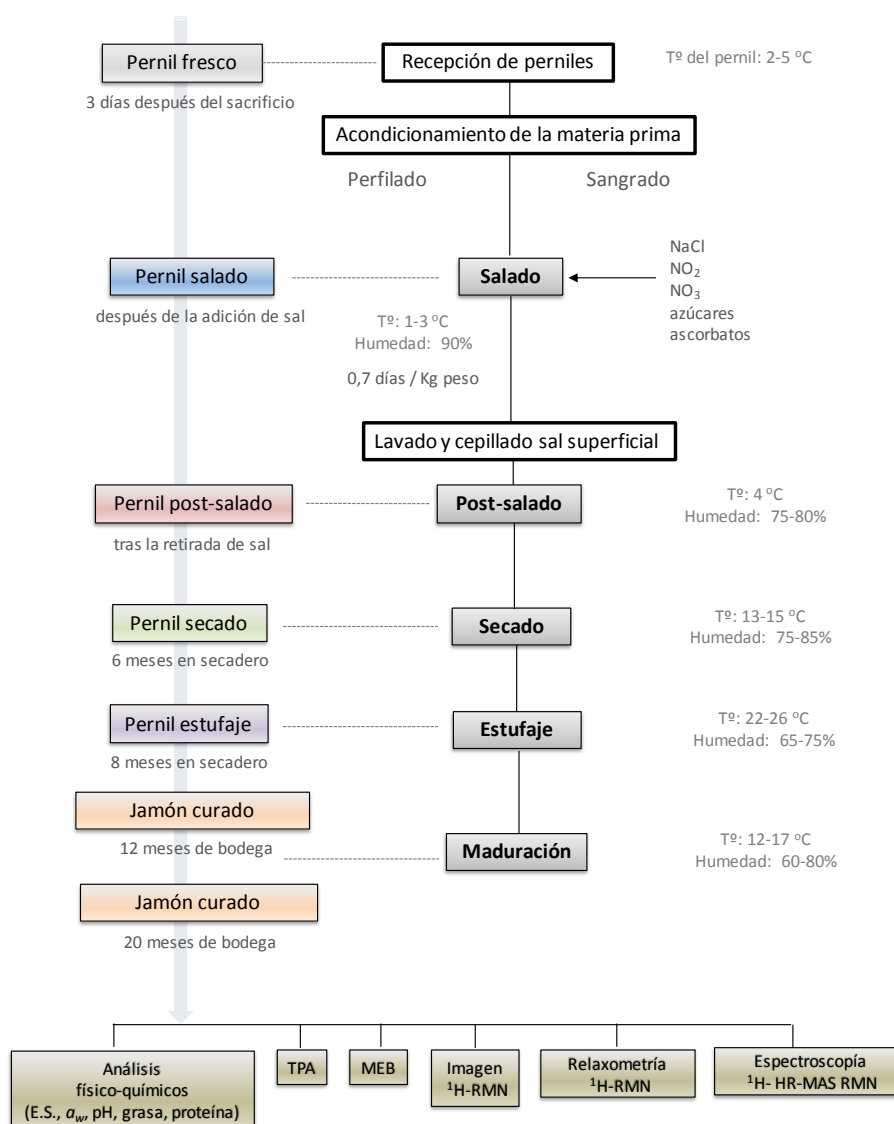 Pernil fresco
Recepción de perniles
Tº del pernil: 2-5 ºC
3 días después del sacrificio
Acondicionamiento de la materia prima
Perfilado
Sangrado
NaCl
NO2
NO3
azúcares
ascorbatos
Pernil salado
Salado
después de la adición de sal
Tº: 1-3 ºC
Humedad: 90%
0,7 días / Kg peso
Lavado y cepillado sal superficial
Pernil post-salado
Post-salado
Tº: 4 ºC
Humedad: 75-80%
tras la retirada de sal
Pernil secado
Secado
Tº: 13-15 ºC
Humedad: 75-85%
6 meses en secadero
Pernil estufaje
Estufaje
Tº: 22-26 ºC
Humedad: 65-75%
8 meses en secadero
Jamón curado
12 meses de bodega
Maduración
Tº: 12-17 ºC
Humedad: 60-80%
Jamón curado
20 meses de bodega
Análisis
físico-químicos
(E.S., aw, pH, grasa, proteína)
TPA
MEB
Imagen
1H-RMN
Relaxometría
1H-RMN
Espectroscopía
1H- HR-MAS RMN